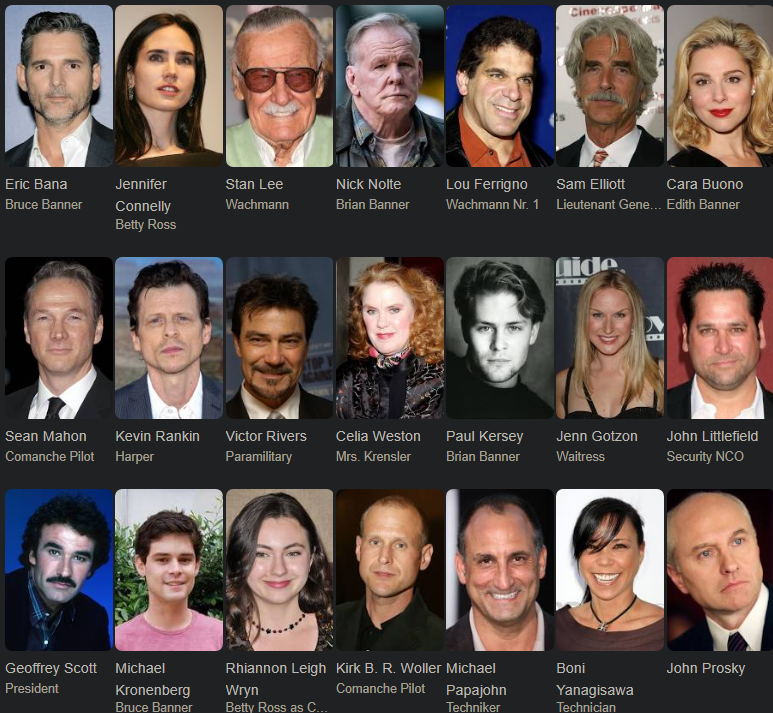 Cinec
uide.
Eric Bana
Bruce Banner
Jennifer
Connelly
Betty Ross
Stan Lee
Wachmann
Nick Nolte
Brian Banner
Lou Ferrigno
Wachmann Nr. 1
Sam Elliott
Lieutenant Gene...
Cara Buono
Edith Banner
Sean Mahon
Comanche Pilot
Kevin Rankin
Harper
Victor Rivers
Paramilitary
Celia Weston
Mrs. Krensler
Paul Kersey
Brian Banner
Jenn Gotzon
Waitress
John Littlefield
Security NCO
Geoffrey Scott
President
Michael
Kronenberg
Bruce Banner
Rhiannon Leigh
Wryn
Betty Ross as C...
Kirk B. R. Woller
Comanche Pilot
Michael
Papajohn
Techniker
Boni
Yanagisawa
Technician
John Prosky